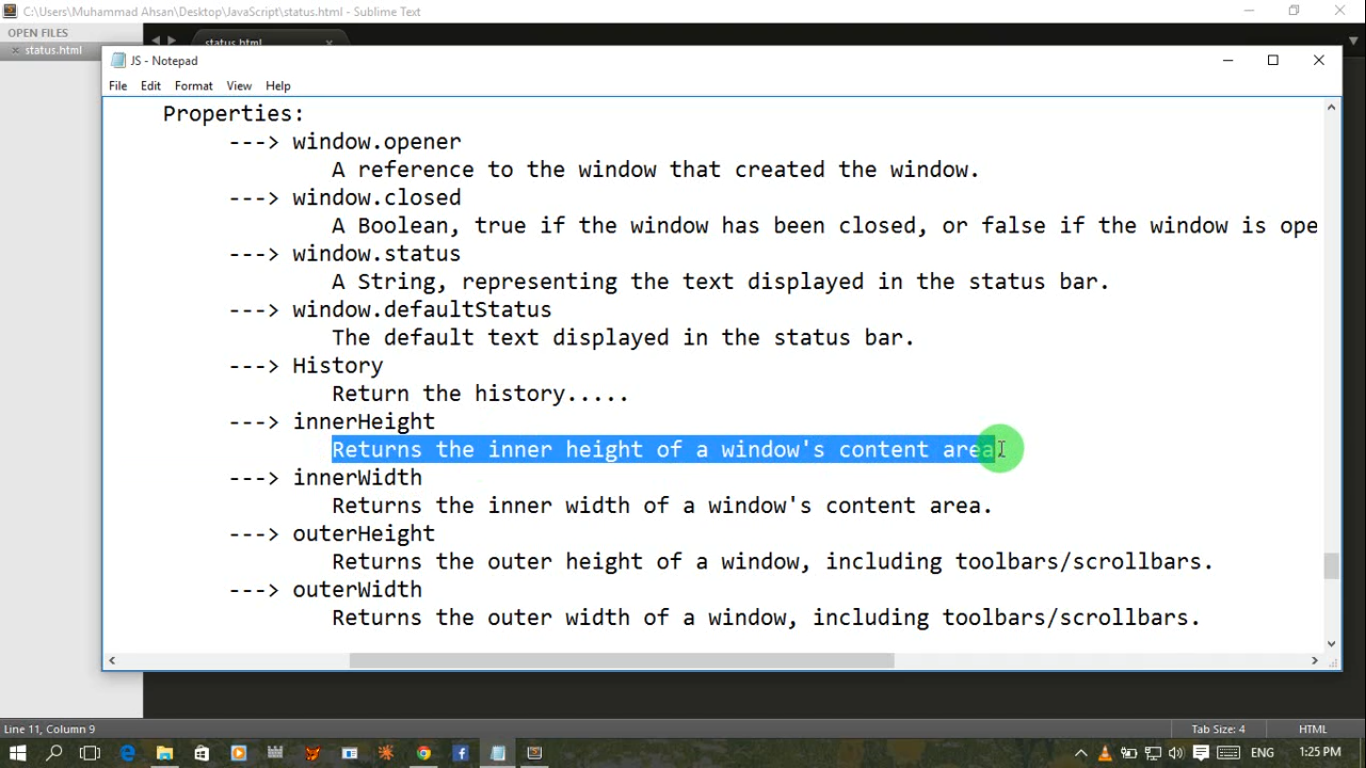 C:\Users\Muhammad Ahsan\Desktop\JavaScript\status.html - Sublime Text
OPEN FILES
status.html
status.html
JS - Notepad
File Edit Format View Help
Properties:
---> window.opener
A reference to the window that created the window.
---> window.closed
A Boolean, true if the window has been closed, or false if the window is ope
---> window.status
A String, representing the text displayed in the status bar.
---> window.defaultStatus
The default text displayed in the status bar.
---> History
Return the history.....
---> innerHeight
Returns the inner height of a window's content area
---> innerWidth
Returns the inner width of a window's content area.
---> outerHeight
Returns the outer height of a window, including toolbars/scrollbars.
---> outerWidth
Returns the outer width of a window, including toolbars/scrollbars.
Line 11, Column 9
Tab Size: 4
HTML
ENG
1:25 PM